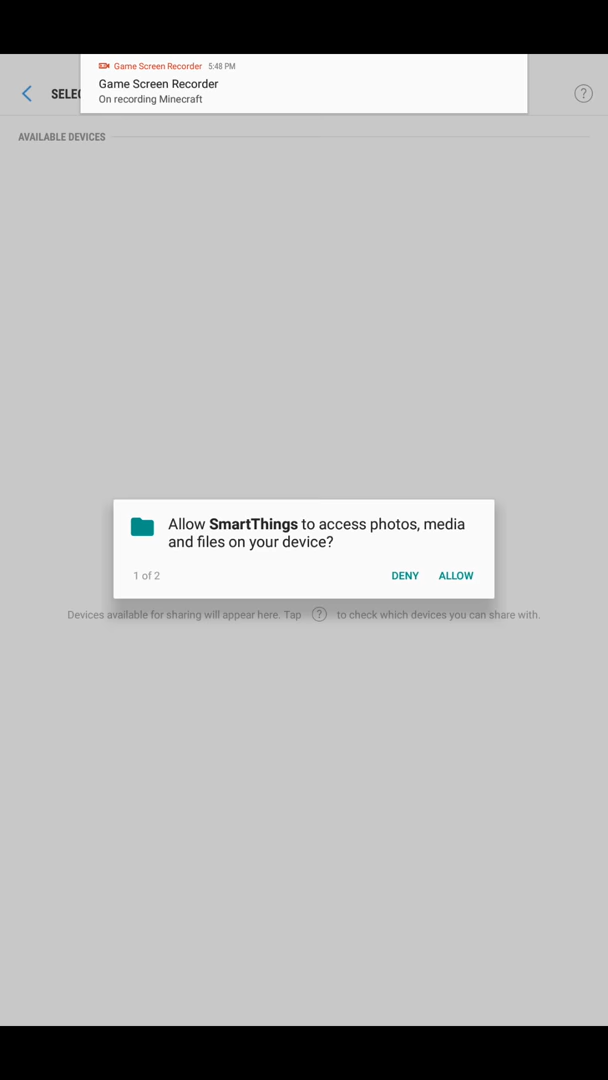 Game Screen Recorder 5:48 PM
Game Screen Recorder
On recording Minecraft
SELEC
?
AVAILABLE DEVICES
Allow SmartThings to access photos, media
and files on your device?
1 of 2 DENY ALLOW
Devices available for sharing will appear here. Tap ? to check which devices you can share with.